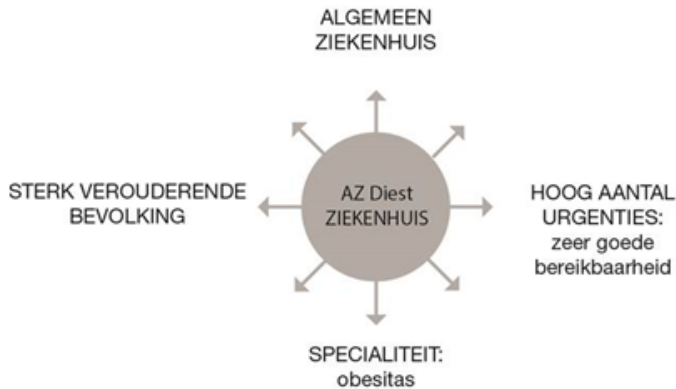 ALGEMEEN
ZIEKENHUIS
STERK VEROUDERENDE
BEVOLKING
AZ Diest
ZIEKENHUIS
HOOG AANTAL
URGENTIES:
zeer goede
bereikbaarheid
SPECIALITEIT:
obesitas